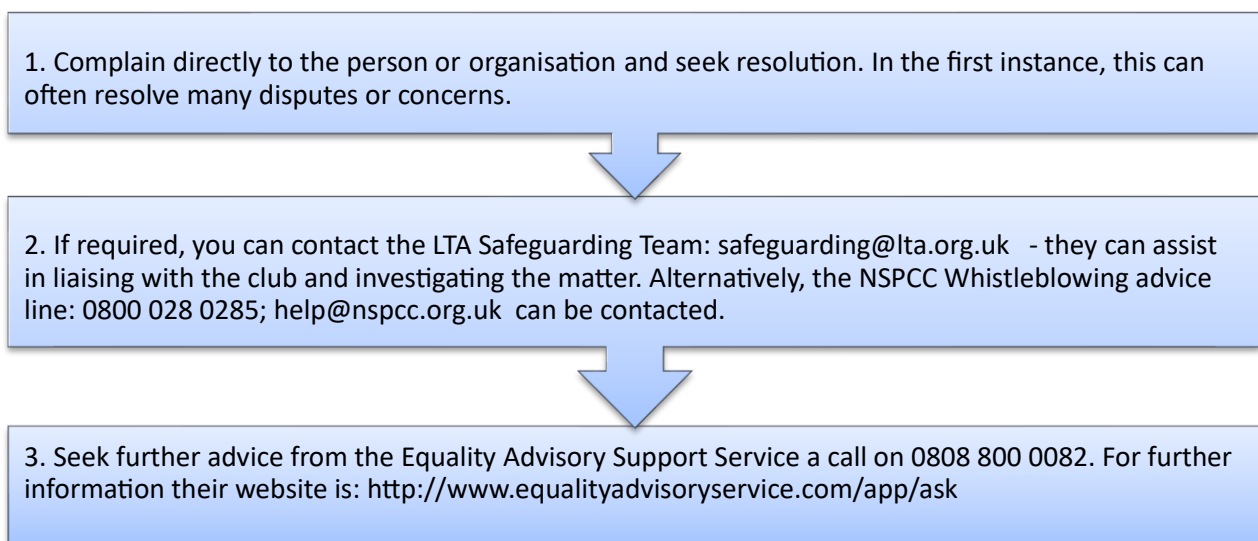 1. Complain directly to the person or organisation and seek resolution. In the first instance, this can
often resolve many disputes or concerns.
2. If required, you can contact the LTA Safeguarding Team: safeguarding@lta.org.uk - they can assist
in liaising with the club and investigating the matter. Alternatively, the NSPCC Whistleblowing advice
line: 0800 028 0285; help@nspcc.org.uk can be contacted.
3. Seek further advice from the Equality Advisory Support Service a call on 0808 800 0082. For further
information their website is: http://www.equalityadvisoryservice.com/app/ask